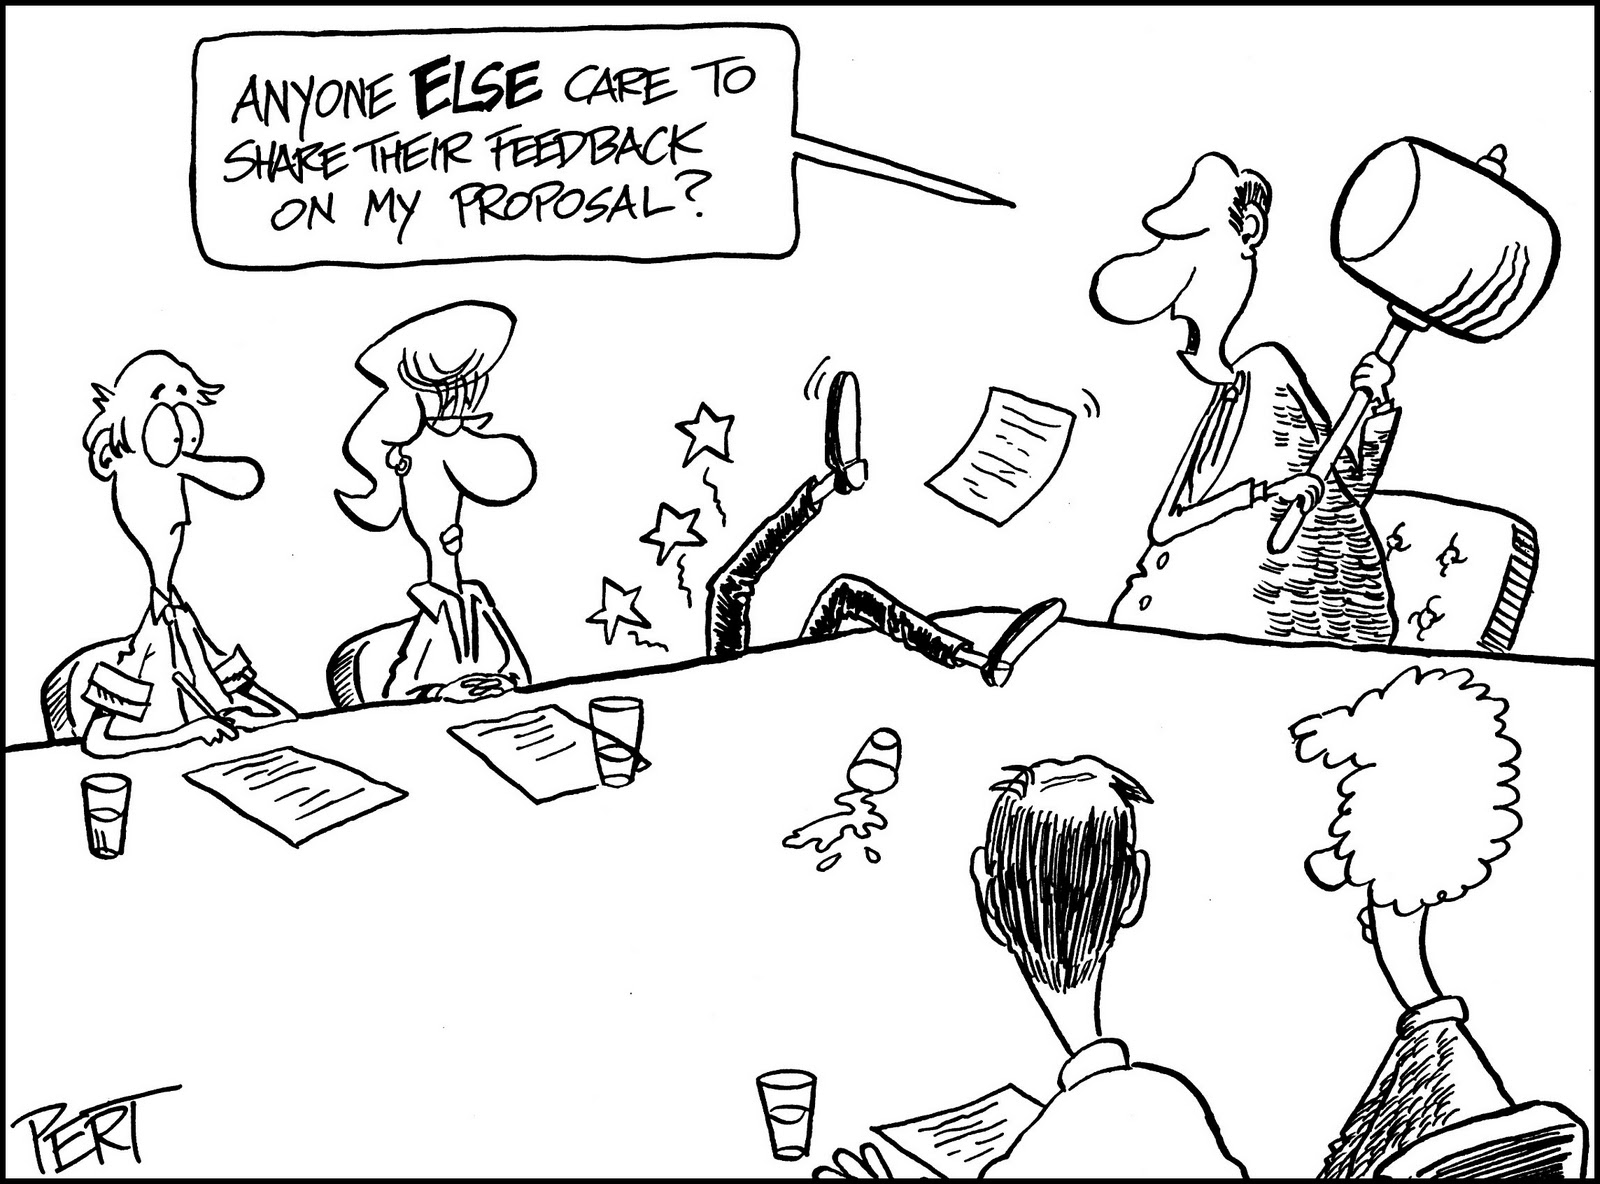 ANYONE ELSE CARE TO
SHARE THEIR FEEDBACK
ON MY PROPOSAL?
PERT